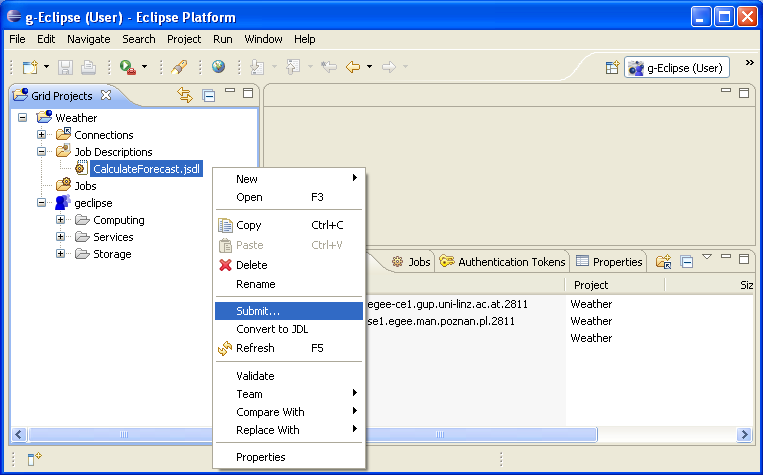 g-Eclipse (User) - Eclipse Platform
File Edit Navigate Search Project Run Window Help
g-Eclipse (User)
Grid Projects
Weather
Connections
Job Descriptions
CalculateForecast.jsdl
Jobs
geclipse
Computing
Services
Storage
New
Open F3
Copy Ctrl+C
Paste Ctrl+V
Delete
Rename
Submit...
Convert to JDL
Refresh F5
Validate
Team
Compare With
Replace With
Properties
Jobs Authentication Tokens Properties
Project Siz
egee-ce1.gup.uni-linz.ac.at.2811 Weather
se1.egee.man.poznan.pl.2811 Weather
Weather